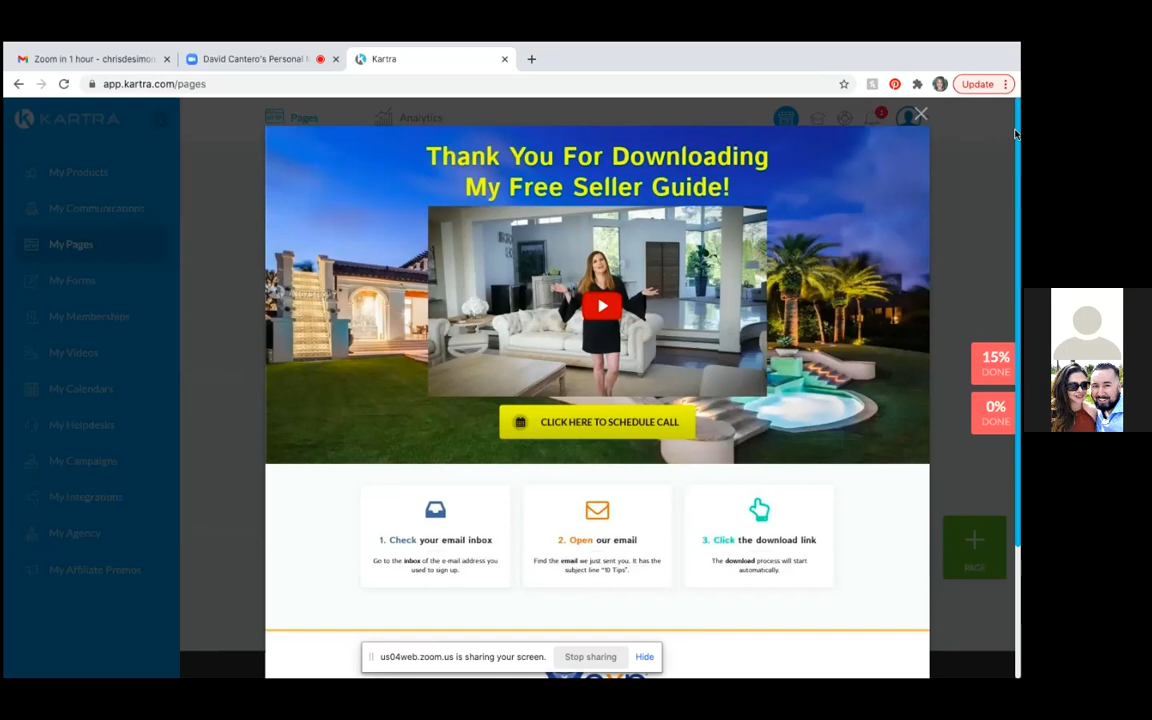 Zoom in 1 hour - chrisdesimon
David Cantero's Personal
Kartra
app.kartra.com/pages
Update
KARTRA
Pages
Analytics
My Products
My Communications
My Pages
My Forms
My Memberships
My Videos
My Calendars
My Helpdesks
My Campaigns
My Integrations
My Agency
My Affiliate Promos
Thank You For Downloading
My Free Seller Guide!
CLICK HERE TO SCHEDULE CALL
1. Check your email inbox
Go to the inbox of the e-mail address you
used to sign up.
2. Open our email
Find the email we just sent you. It has the
subject line "10 Tips".
3. Click the download link
The download process will start
automatically.
15%
DONE
0%
DONE
PAGE
us04web.zoom.us is sharing your screen.
Stop sharing
Hide